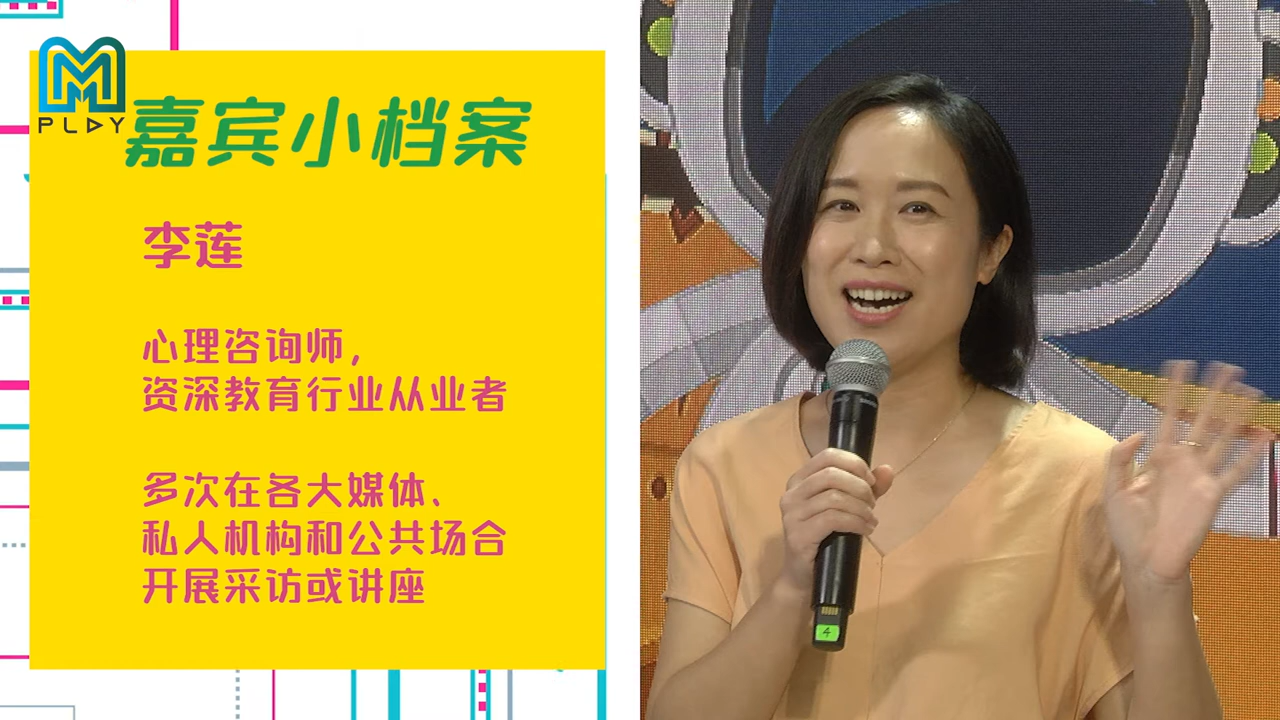 M
PLAY
嘉宾小档案
李莲
心理咨询师，
资深教育行业从业者
多次在各大媒体、
私人机构和公共场合
开展采访或讲座
4